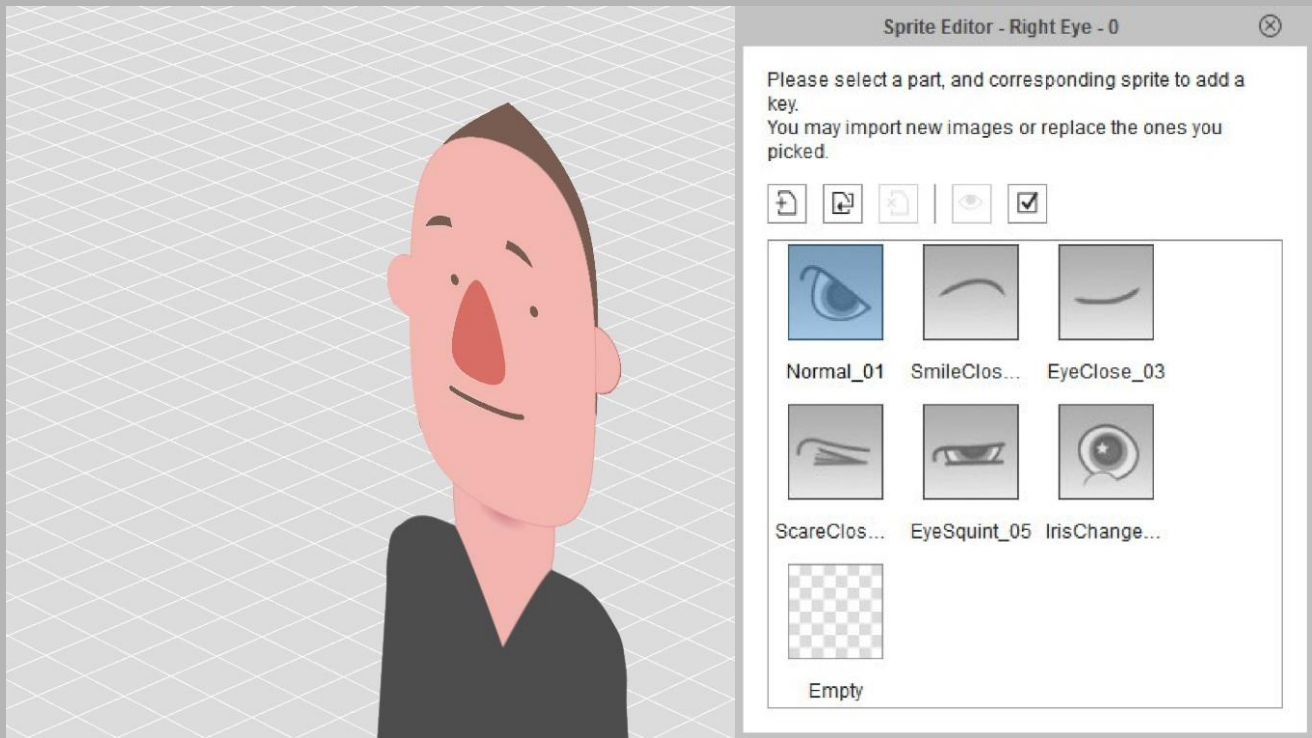 Sprite Editor - Right Eye - 0
Please select a part, and corresponding sprite to add a
key.
You may import new images or replace the ones you
picked.
Normal_01 SmileClos... EyeClose_03
ScareClos... EyeSquint_05 IrisChange...
Empty